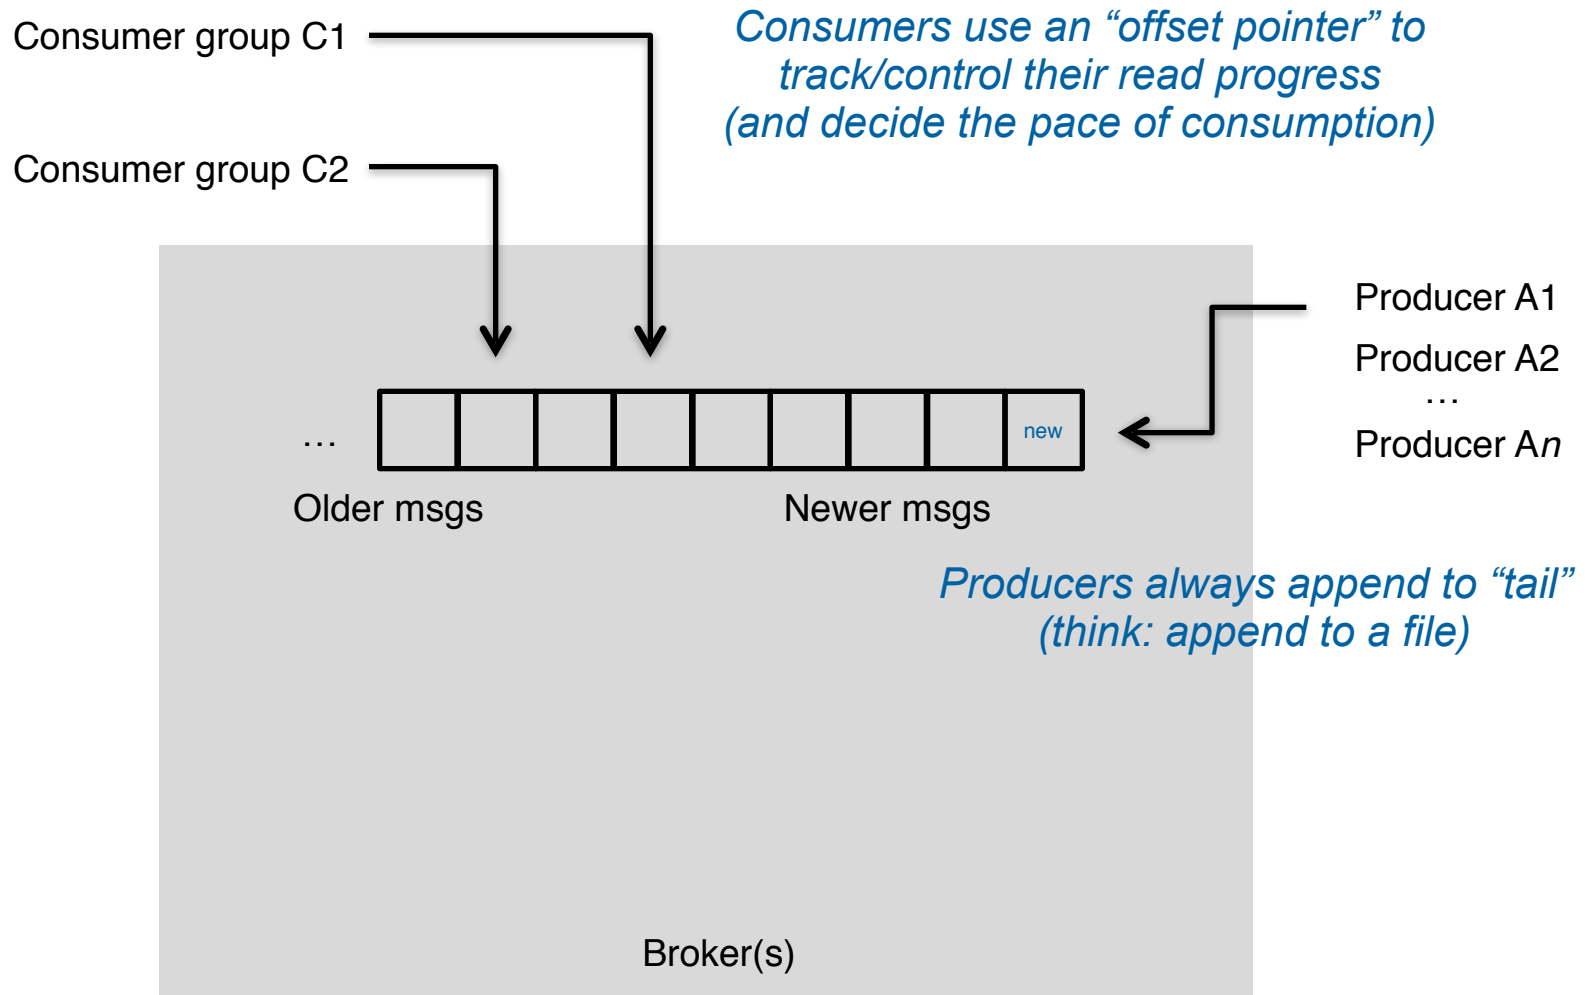 Consumer group C1
Consumers use an “offset pointer” to
track/control their read progress
(and decide the pace of consumption)
Consumer group C2
Producer A1
Producer A2
…
Producer An
…
new
Older msgs
Newer msgs
Producers always append to “tail”
(think: append to a file)
Broker(s)